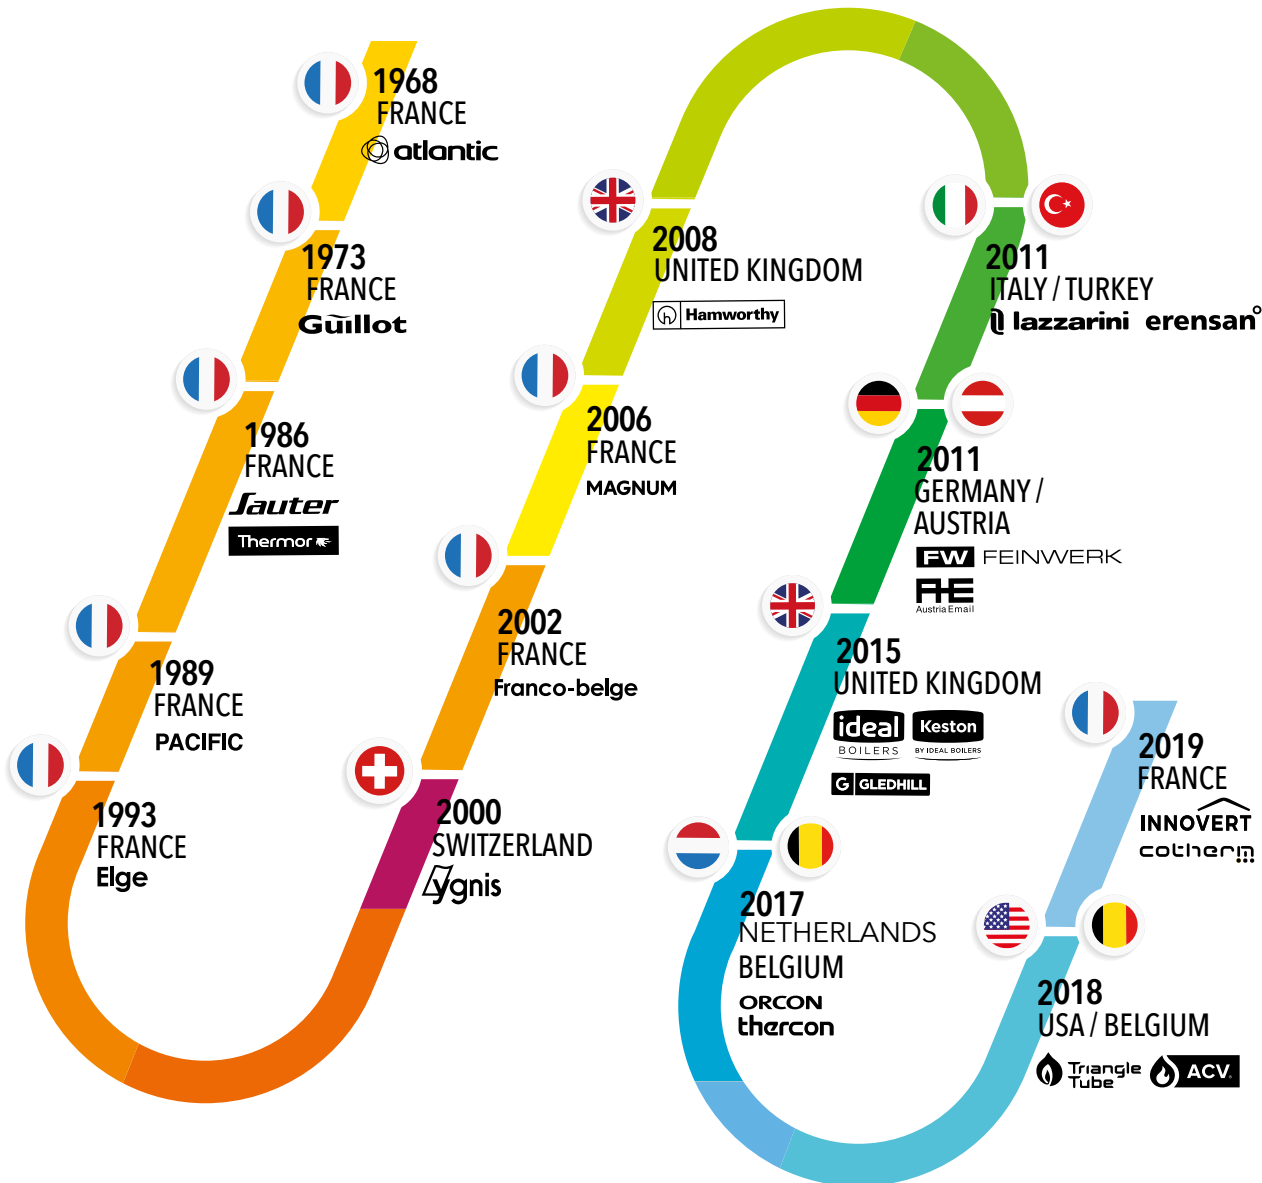 1968
FRANCE
atlantic
1973
FRANCE
Guillot
1986
FRANCE
Sauter
Thermor
1989
FRANCE
PACIFIC
1993
FRANCE
Elge
2000
SWITZERLAND
ygnis
2002
FRANCE
Franco-belge
2006
FRANCE
MAGNUM
2008
UNITED KINGDOM
Hamworthy
2011
ITALY / TURKEY
lazzarini erensan
2011
GERMANY /
AUSTRIA
FW FEINWERK
AE
Austria Email
2015
UNITED KINGDOM
ideal
BOILERS
Keston
BY IDEAL BOILERS
G GLEDHILL
2017
NETHERLANDS
BELGIUM
ORCON
thercon
2018
USA / BELGIUM
Triangle
Tube
ACV
2019
FRANCE
INNOVERT
cotherm